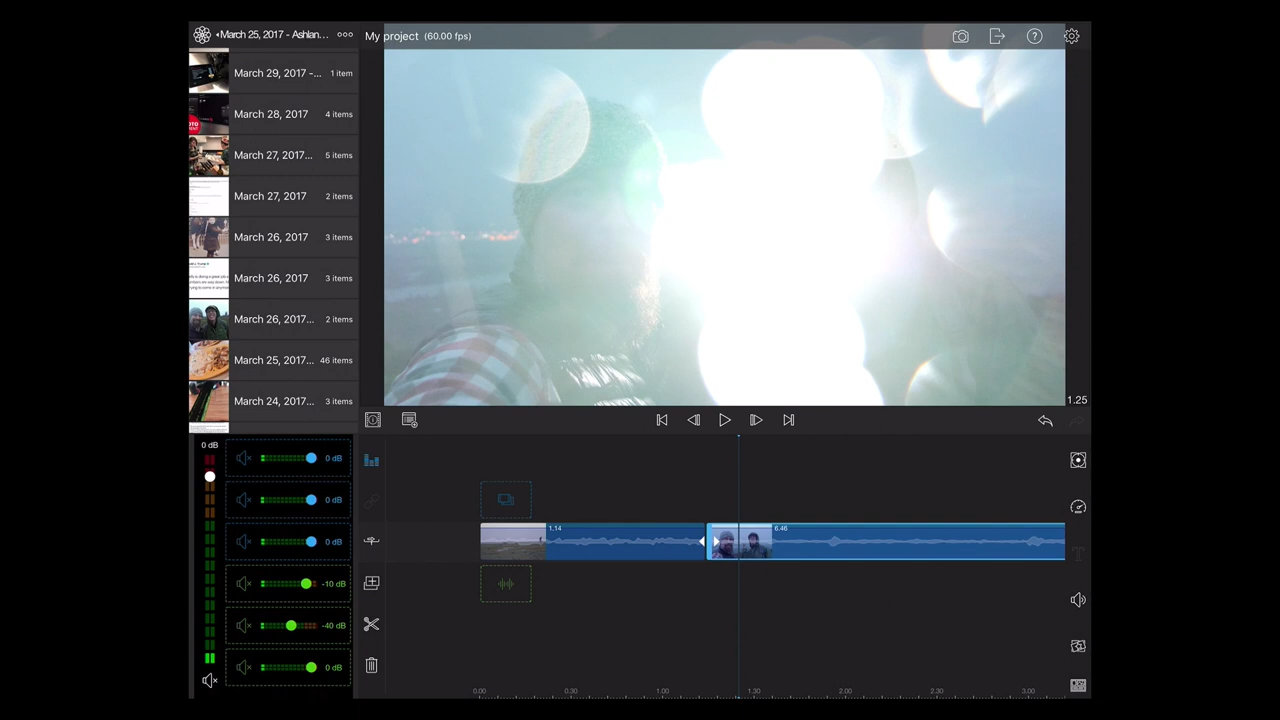 March 25, 2017 - Ashlan...
My project (60.00 fps)
March 29, 2017 -... 1 item
March 28, 2017 4 items
March 27, 2017... 5 items
March 27, 2017 2 items
March 26, 2017 3 items
March 26, 2017 3 items
March 26, 2017... 2 items
March 25, 2017... 46 items
March 24, 2017... 3 items
1.25
0 dB
0 dB
0 dB
0 dB
-10 dB
-40 dB
0 dB
1.14
6.46
0.00 0.30 1.00 1.30 2.00 2.30 3.00